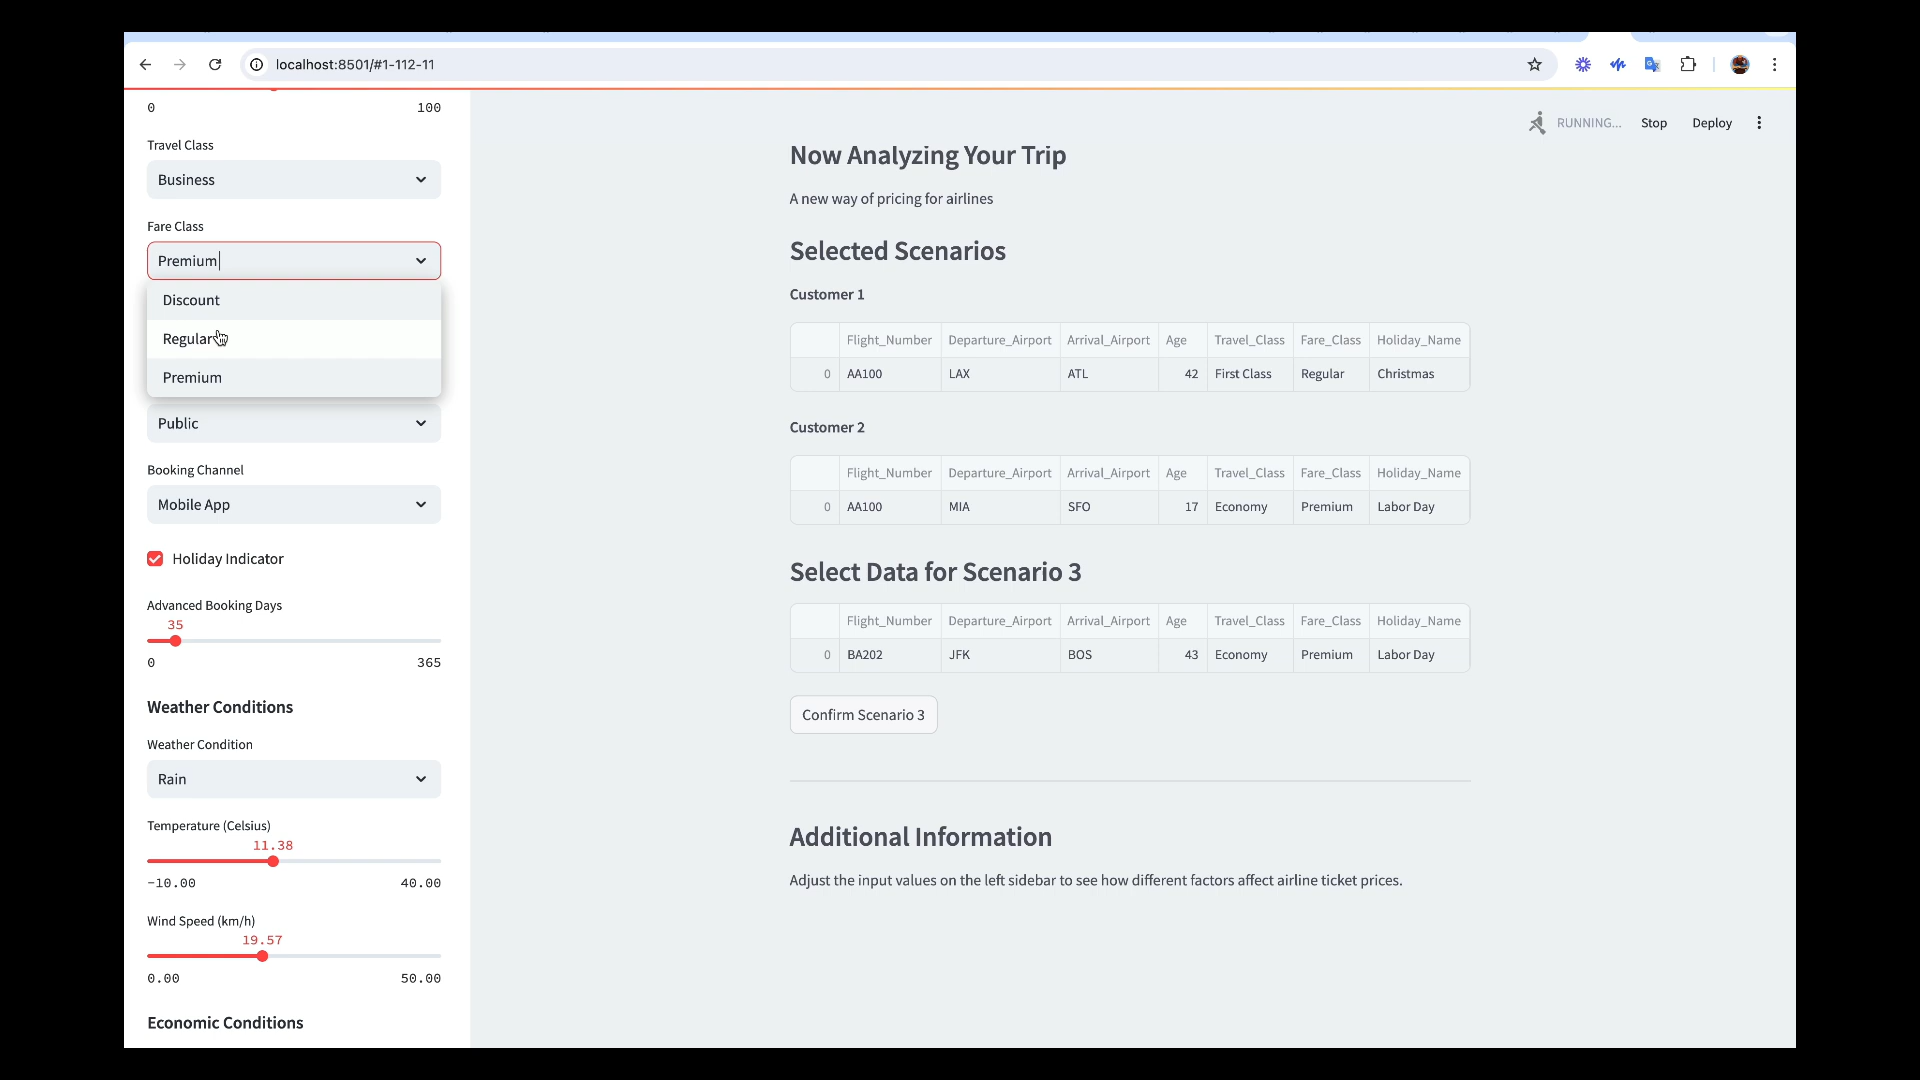 localhost:8501/#1-112-11
0 100
Travel Class
Business
Fare Class
Premium
Discount
Regular
Premium
Public
Booking Channel
Mobile App
Holiday Indicator
Advanced Booking Days
35
0 365
Weather Conditions
Weather Condition
Rain
Temperature (Celsius)
11.38
-10.00 40.00
Wind Speed (km/h)
19.57
0.00 50.00
Economic Conditions
RUNNING... Stop Deploy
Now Analyzing Your Trip
A new way of pricing for airlines
Selected Scenarios
Customer 1
Flight_Number Departure_Airport Arrival_Airport Age Travel_Class Fare_Class Holiday_Name
0 AA100 LAX ATL 42 First Class Regular Christmas
Customer 2
Flight_Number Departure_Airport Arrival_Airport Age Travel_Class Fare_Class Holiday_Name
0 AA100 MIA SFO 17 Economy Premium Labor Day
Select Data for Scenario 3
Flight_Number Departure_Airport Arrival_Airport Age Travel_Class Fare_Class Holiday_Name
0 BA202 JFK BOS 43 Economy Premium Labor Day
Confirm Scenario 3
Additional Information
Adjust the input values on the left sidebar to see how different factors affect airline ticket prices.